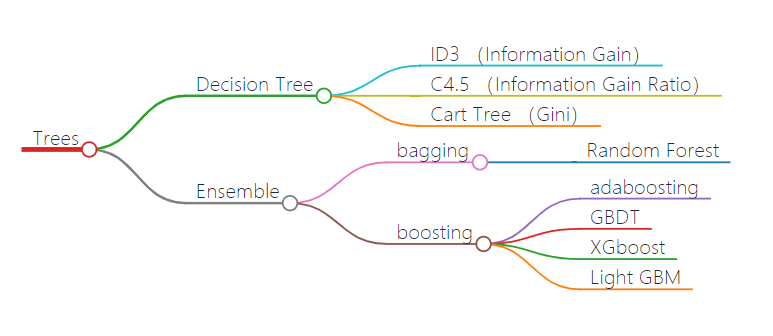 Trees
Decision Tree
ID3 （Information Gain）
C4.5 （Information Gain Ratio）
Cart Tree （Gini）
Ensemble
bagging
Random Forest
boosting
adaboosting
GBDT
XGboost
Light GBM